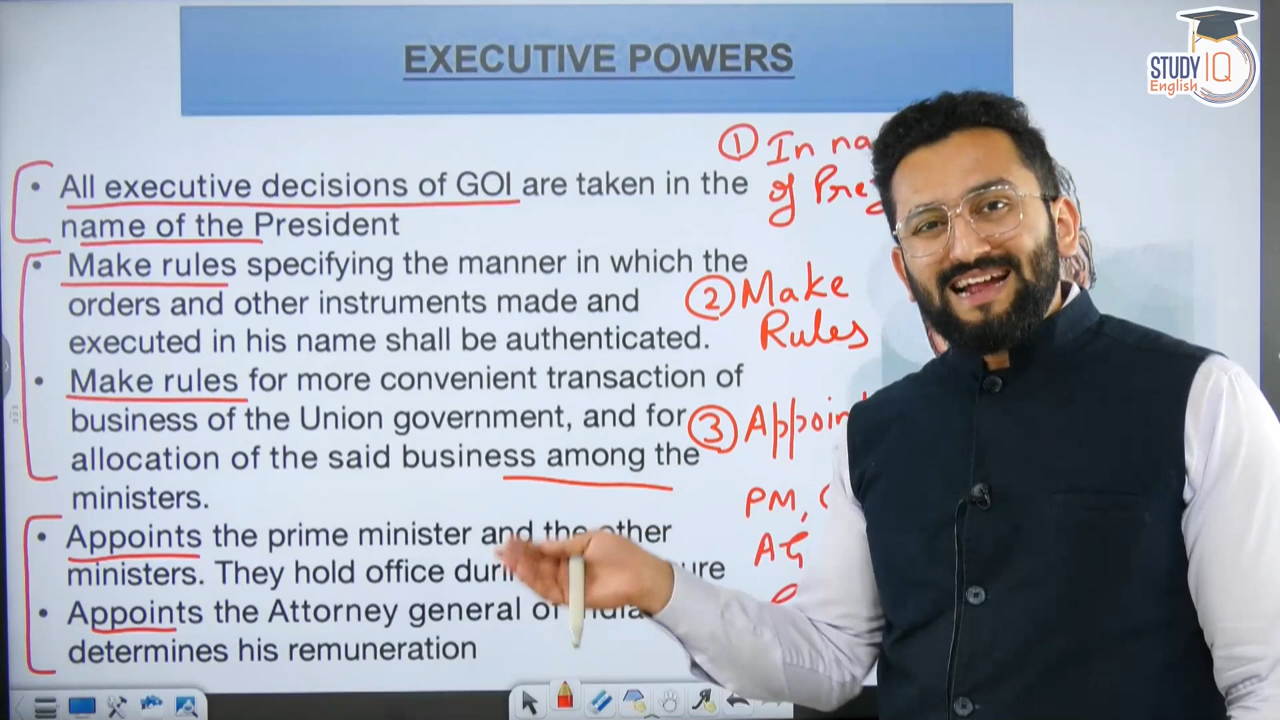 EXECUTIVE POWERS
STUDY IQ
English
• All executive decisions of GOI are taken in the
name of the President
• Make rules specifying the manner in which the
orders and other instruments made and
executed in his name shall be authenticated.
• Make rules for more convenient transaction of
business of the Union government, and for
allocation of the said business among the
ministers.
• Appoints the prime minister and the other
ministers. They hold office
• Appoints the Attorney general of India
determines his remuneration
① In
of
② Make
Rules
③
PM,
AG